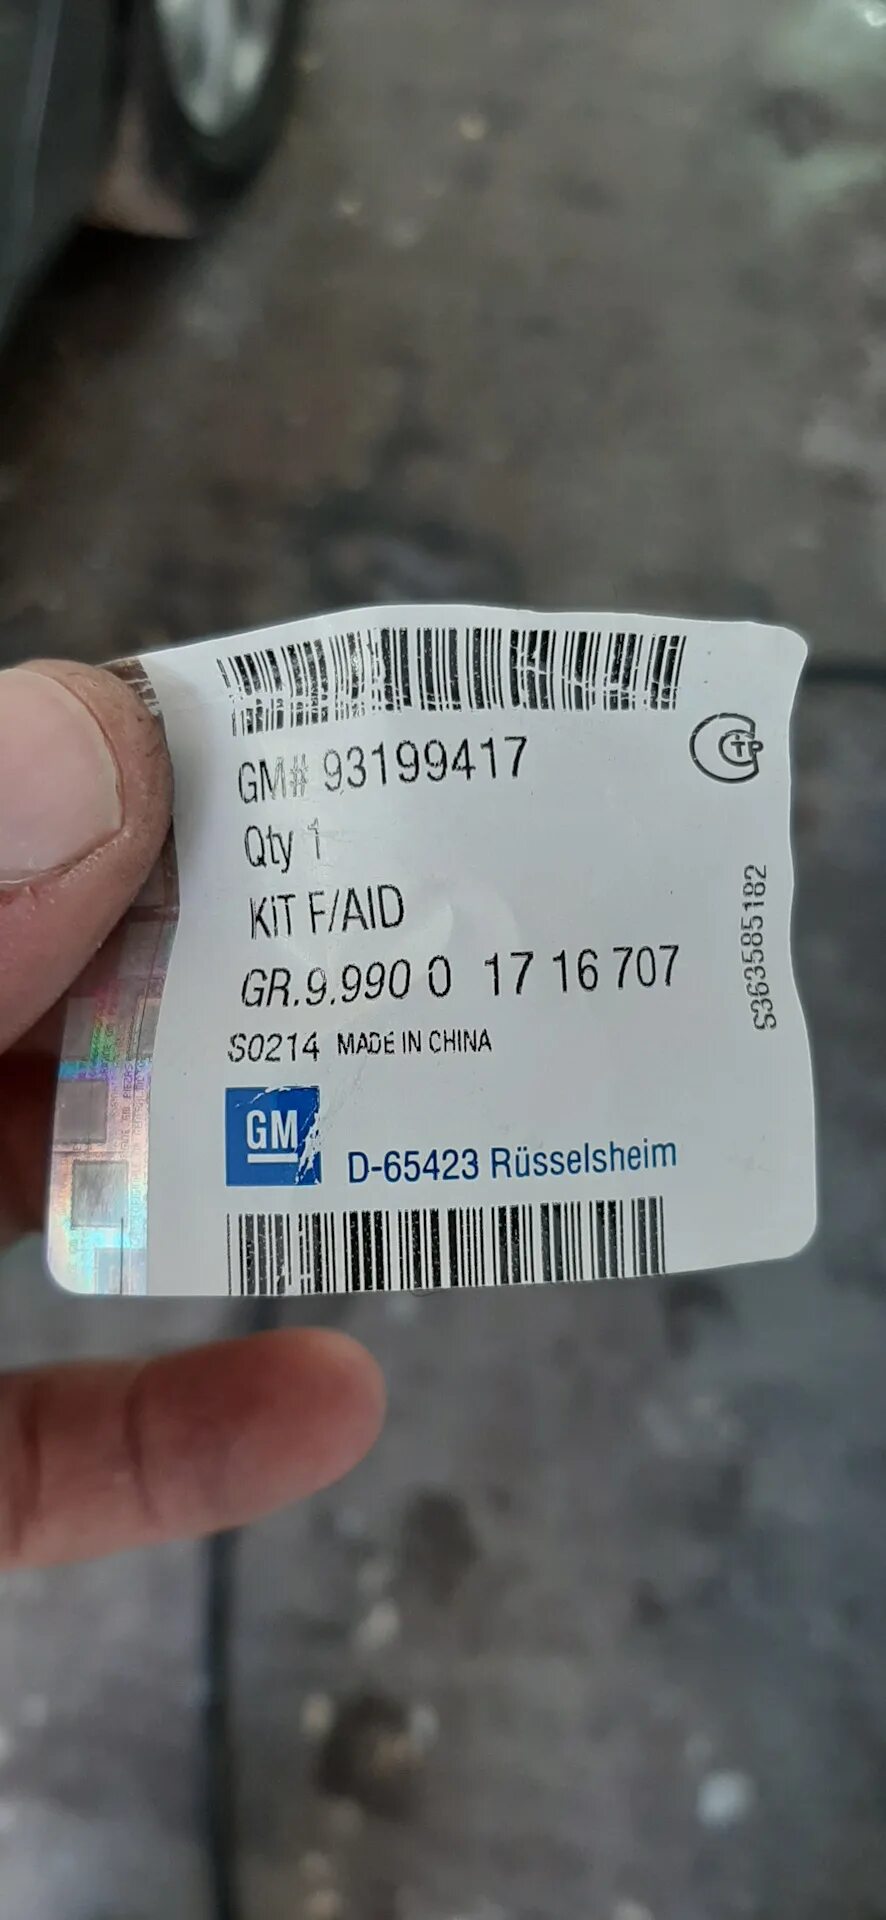 GM# 93199417
Qty 1
KIT F/AID
GR.9.990 0 17 16 707
S0214 MADE IN CHINA
GM
D-65423 Rüsselsheim
S363585182